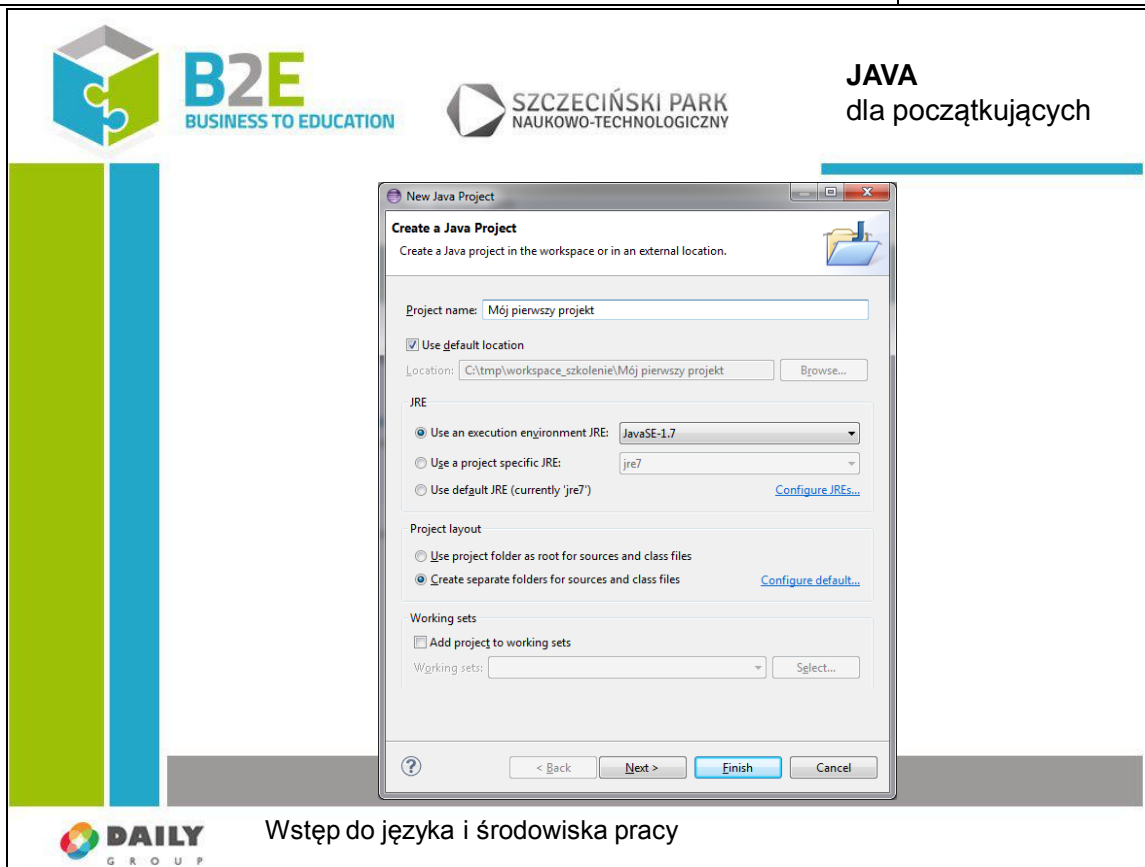 B2E
BUSINESS TO EDUCATION
SZCZECIŃSKI PARK
NAUKOWO-TECHNOLOGICZNY
JAVA
dla początkujących
New Java Project
Create a Java Project
Create a Java project in the workspace or in an external location.
Project name: Mój pierwszy projekt
Use default location
Location: C:\tmp\workspace_szkolenie\Mój pierwszy projekt Browse...
JRE
Use an execution environment JRE: JavaSE-1.7
Use a project specific JRE: jre7
Use default JRE (currently 'jre7') Configure JREs...
Project layout
Use project folder as root for sources and class files
Create separate folders for sources and class files Configure default...
Working sets
Add project to working sets
Working sets: Select...
? < Back Next > Finish Cancel
DAILY
GROUP
Wstęp do języka i środowiska pracy